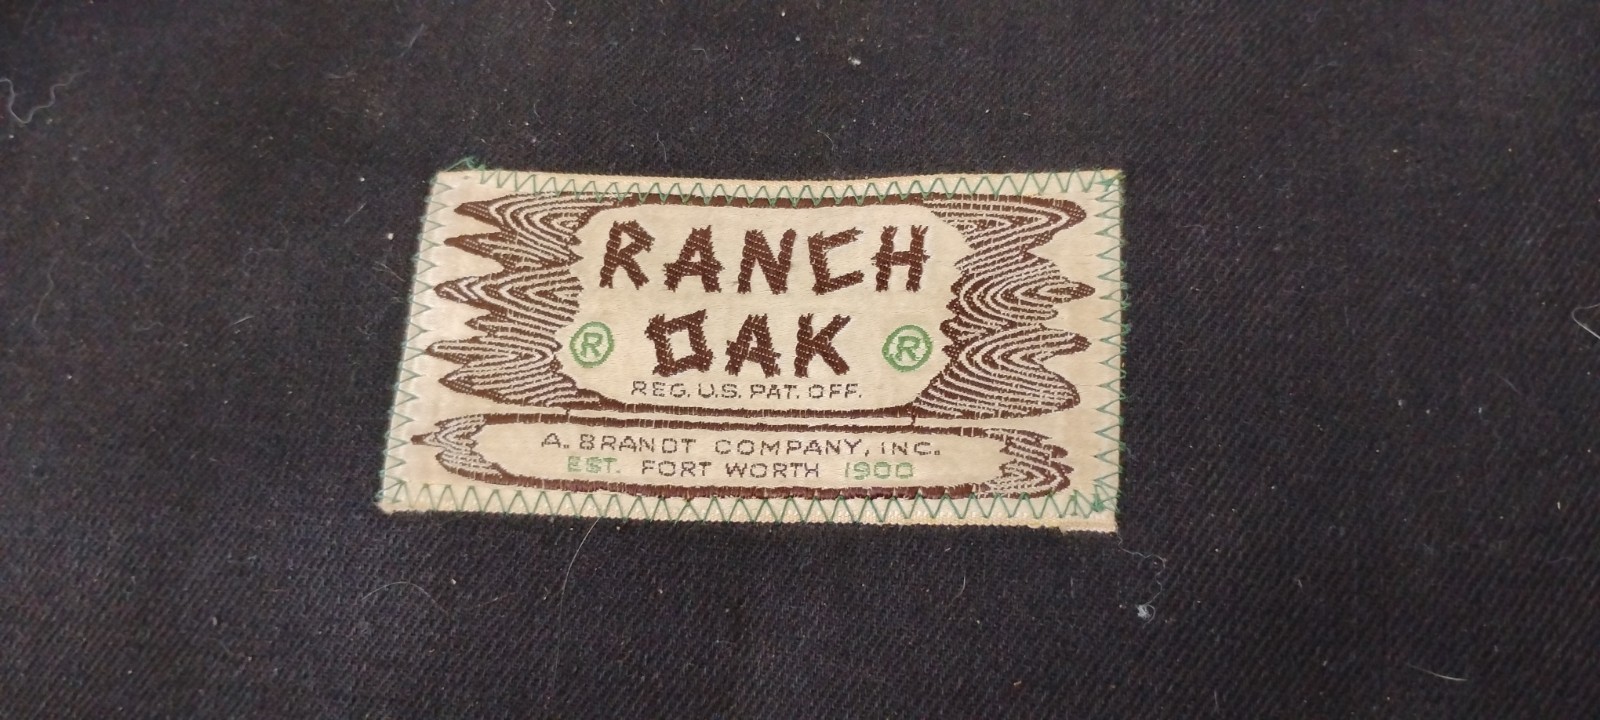 RANCH
® OAK ®
REG. U.S. PAT. OFF.
A. BRANDT COMPANY, INC.
EST. FORT WORTH 1900